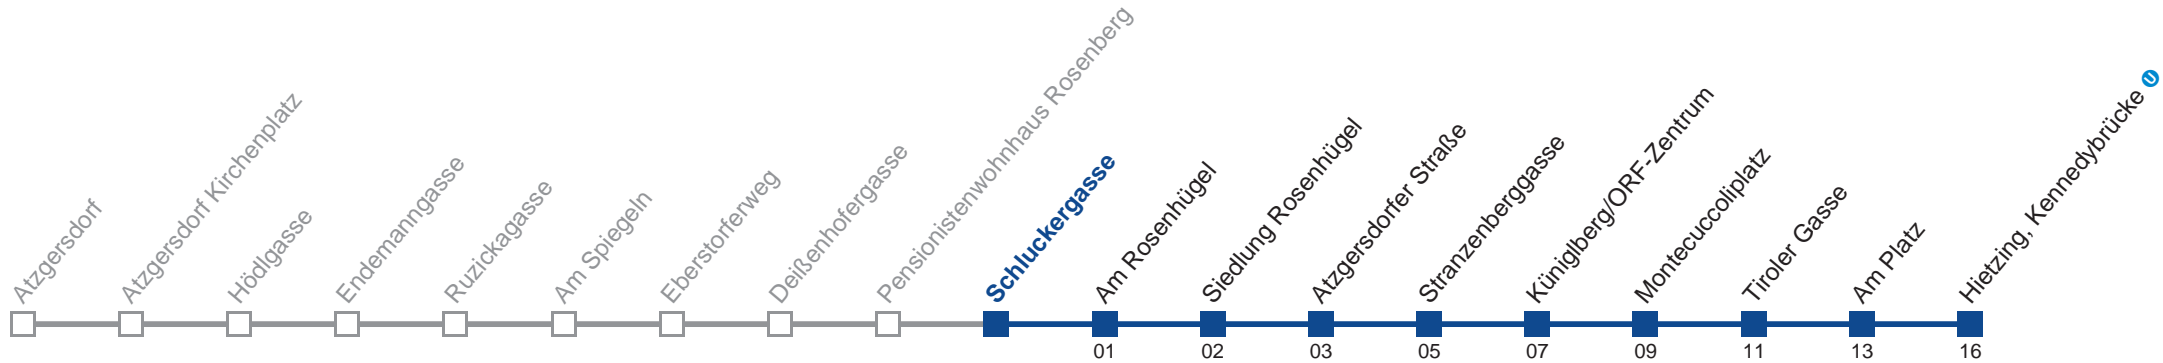 Atzgersdorf
Atzgersdorf Kirchenplatz
Hödlgasse
Endemanngasse
Ruzickagasse
Am Spiegeln
Eberstorferweg
Deißenhofergasse
Pensionistenwohnhaus Rosenberg
Schluckergasse
Am Rosenhügel
Siedlung Rosenhügel
Atzgersdorfer Straße
Stranzenberggasse
Küniglberg/ORF-Zentrum
Montecuccoliplatz
Tiroler Gasse
Am Platz
Hietzing, Kennedybrücke U
01 02 03 05 07 09 11 13 16